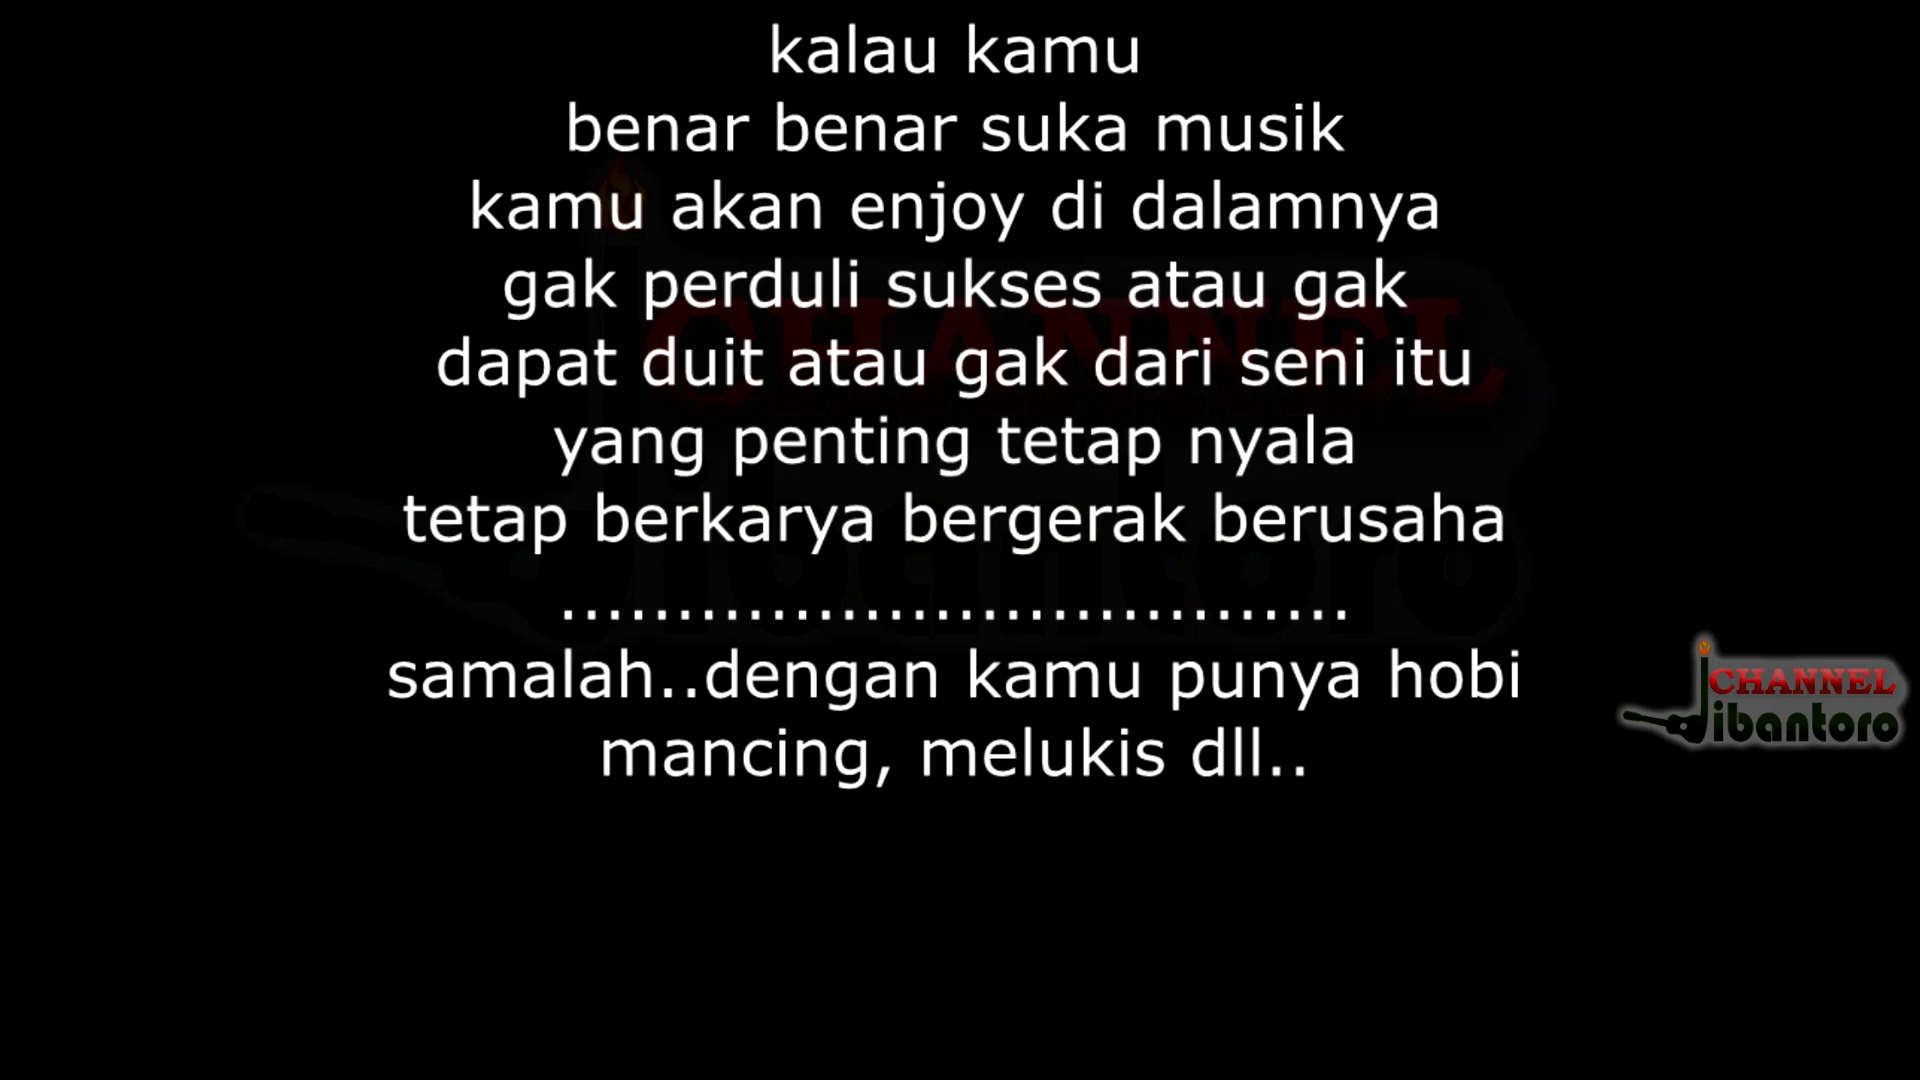 kalau kamu
benar benar suka musik
kamu akan enjoy di dalamnya
gak perduli sukses atau gak
dapat duit atau gak dari seni itu
yang penting tetap nyala
tetap berkarya bergerak berusaha
..................................
samalah..dengan kamu punya hobi
mancing, melukis dll..
CHANNEL
jibantoro
CHANNEL
jibantoro